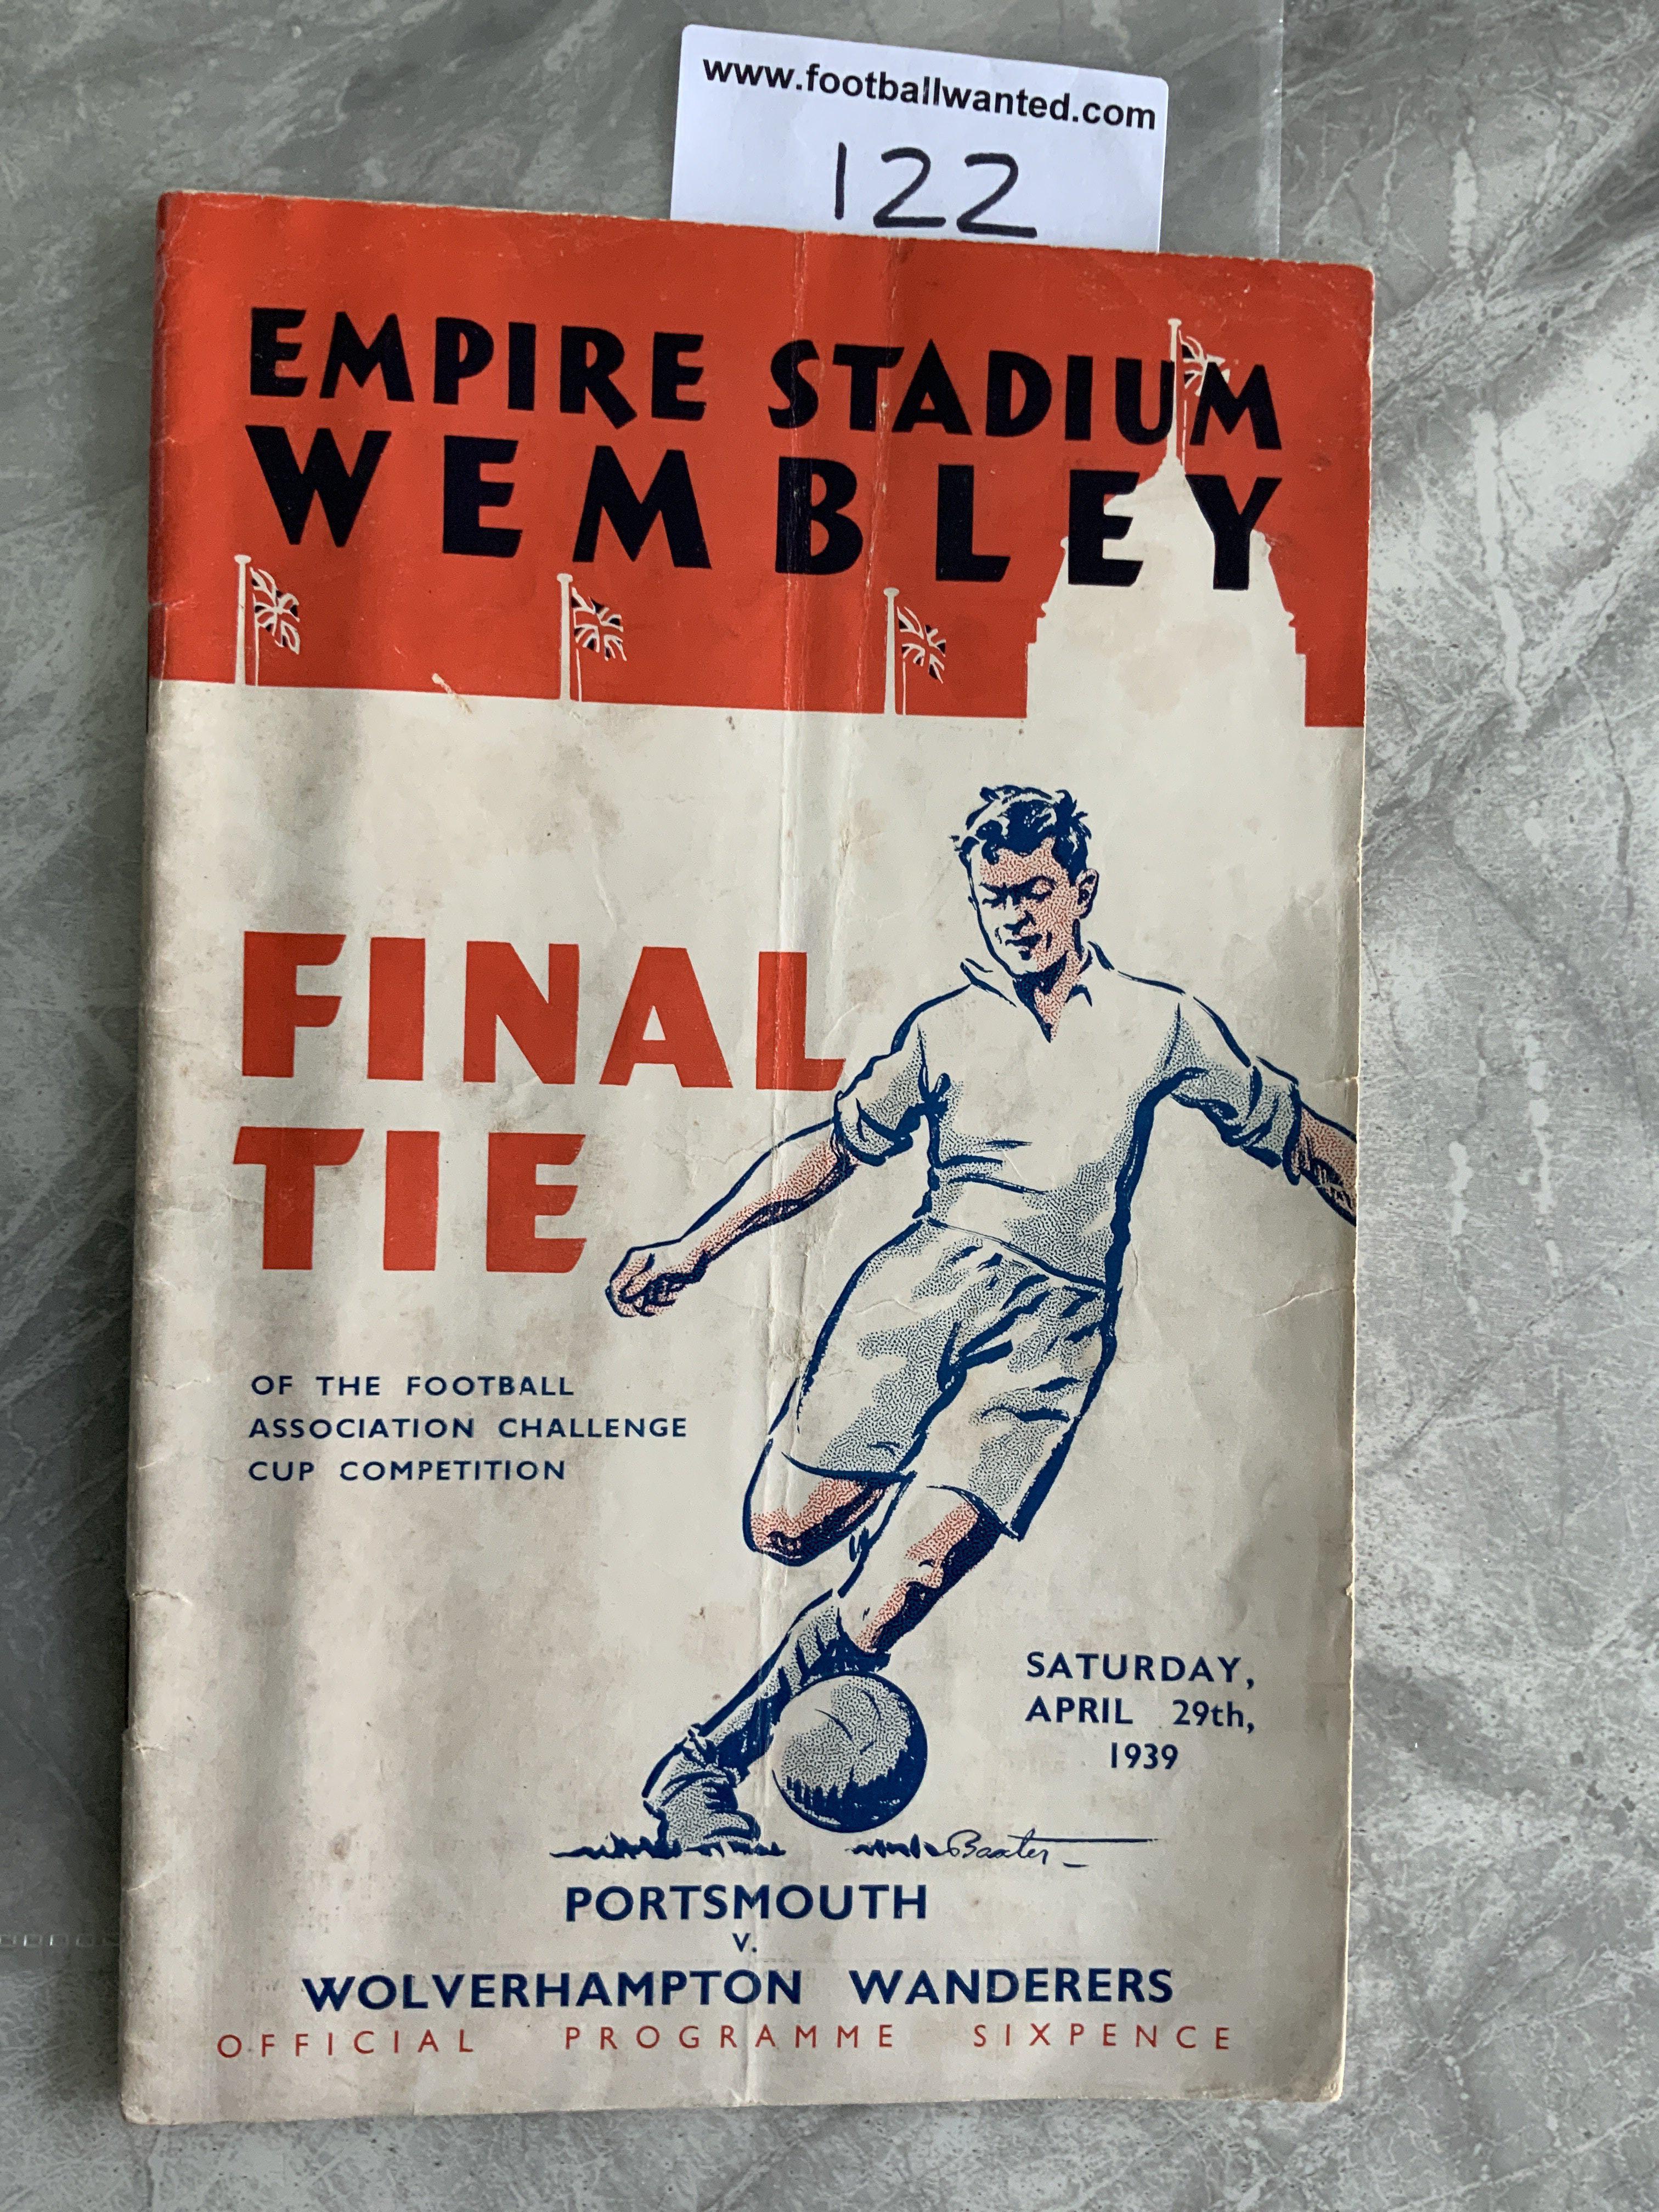 www.footballwanted.com
122
EMPIRE STADIUM
WEMBLEY
FINAL
TIE
OF THE FOOTBALL
ASSOCIATION CHALLENGE
CUP COMPETITION
SATURDAY,
APRIL 29th,
1939
Baxter
PORTSMOUTH
v.
WOLVERHAMPTON WANDERERS
OFFICIAL PROGRAMME SIXPENCE